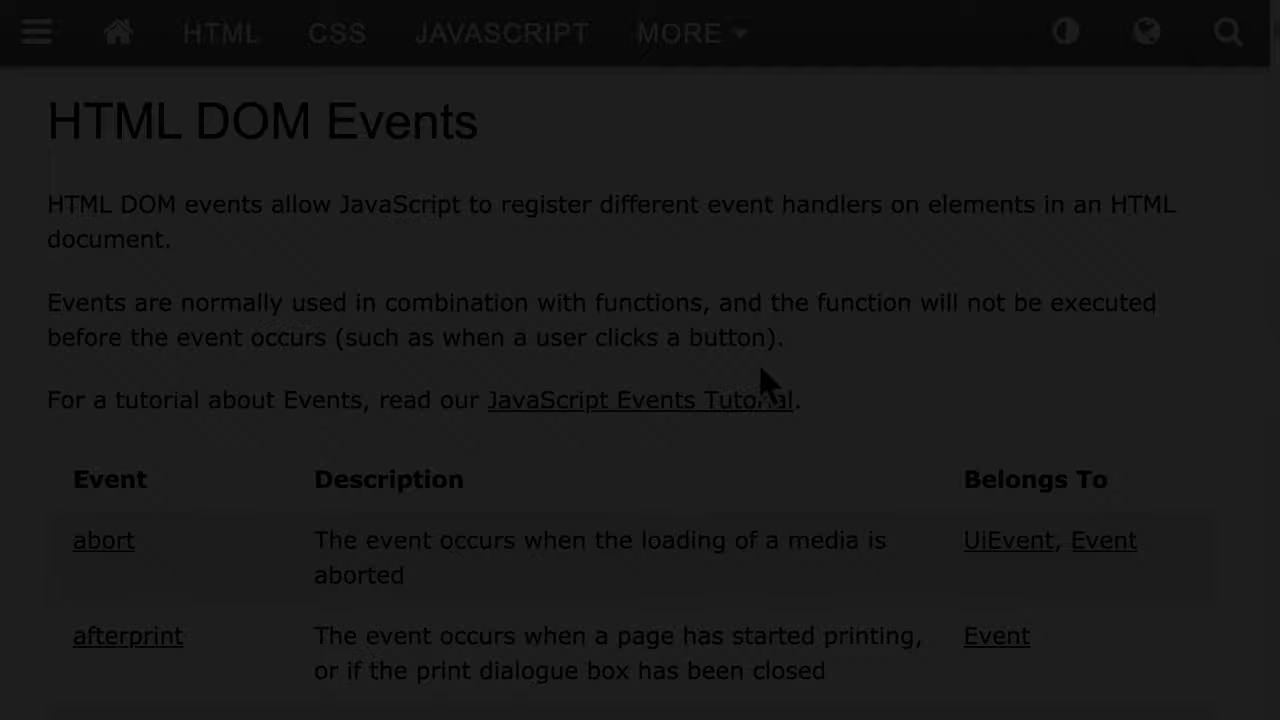 HTML CSS JAVASCRIPT MORE
HTML DOM Events
HTML DOM events allow JavaScript to register different event handlers on elements in an HTML
document.
Events are normally used in combination with functions, and the function will not be executed
before the event occurs (such as when a user clicks a button).
For a tutorial about Events, read our JavaScript Events Tutorial.
Event Description Belongs To
abort The event occurs when the loading of a media is UiEvent, Event
aborted
afterprint The event occurs when a page has started printing, Event
or if the print dialogue box has been closed